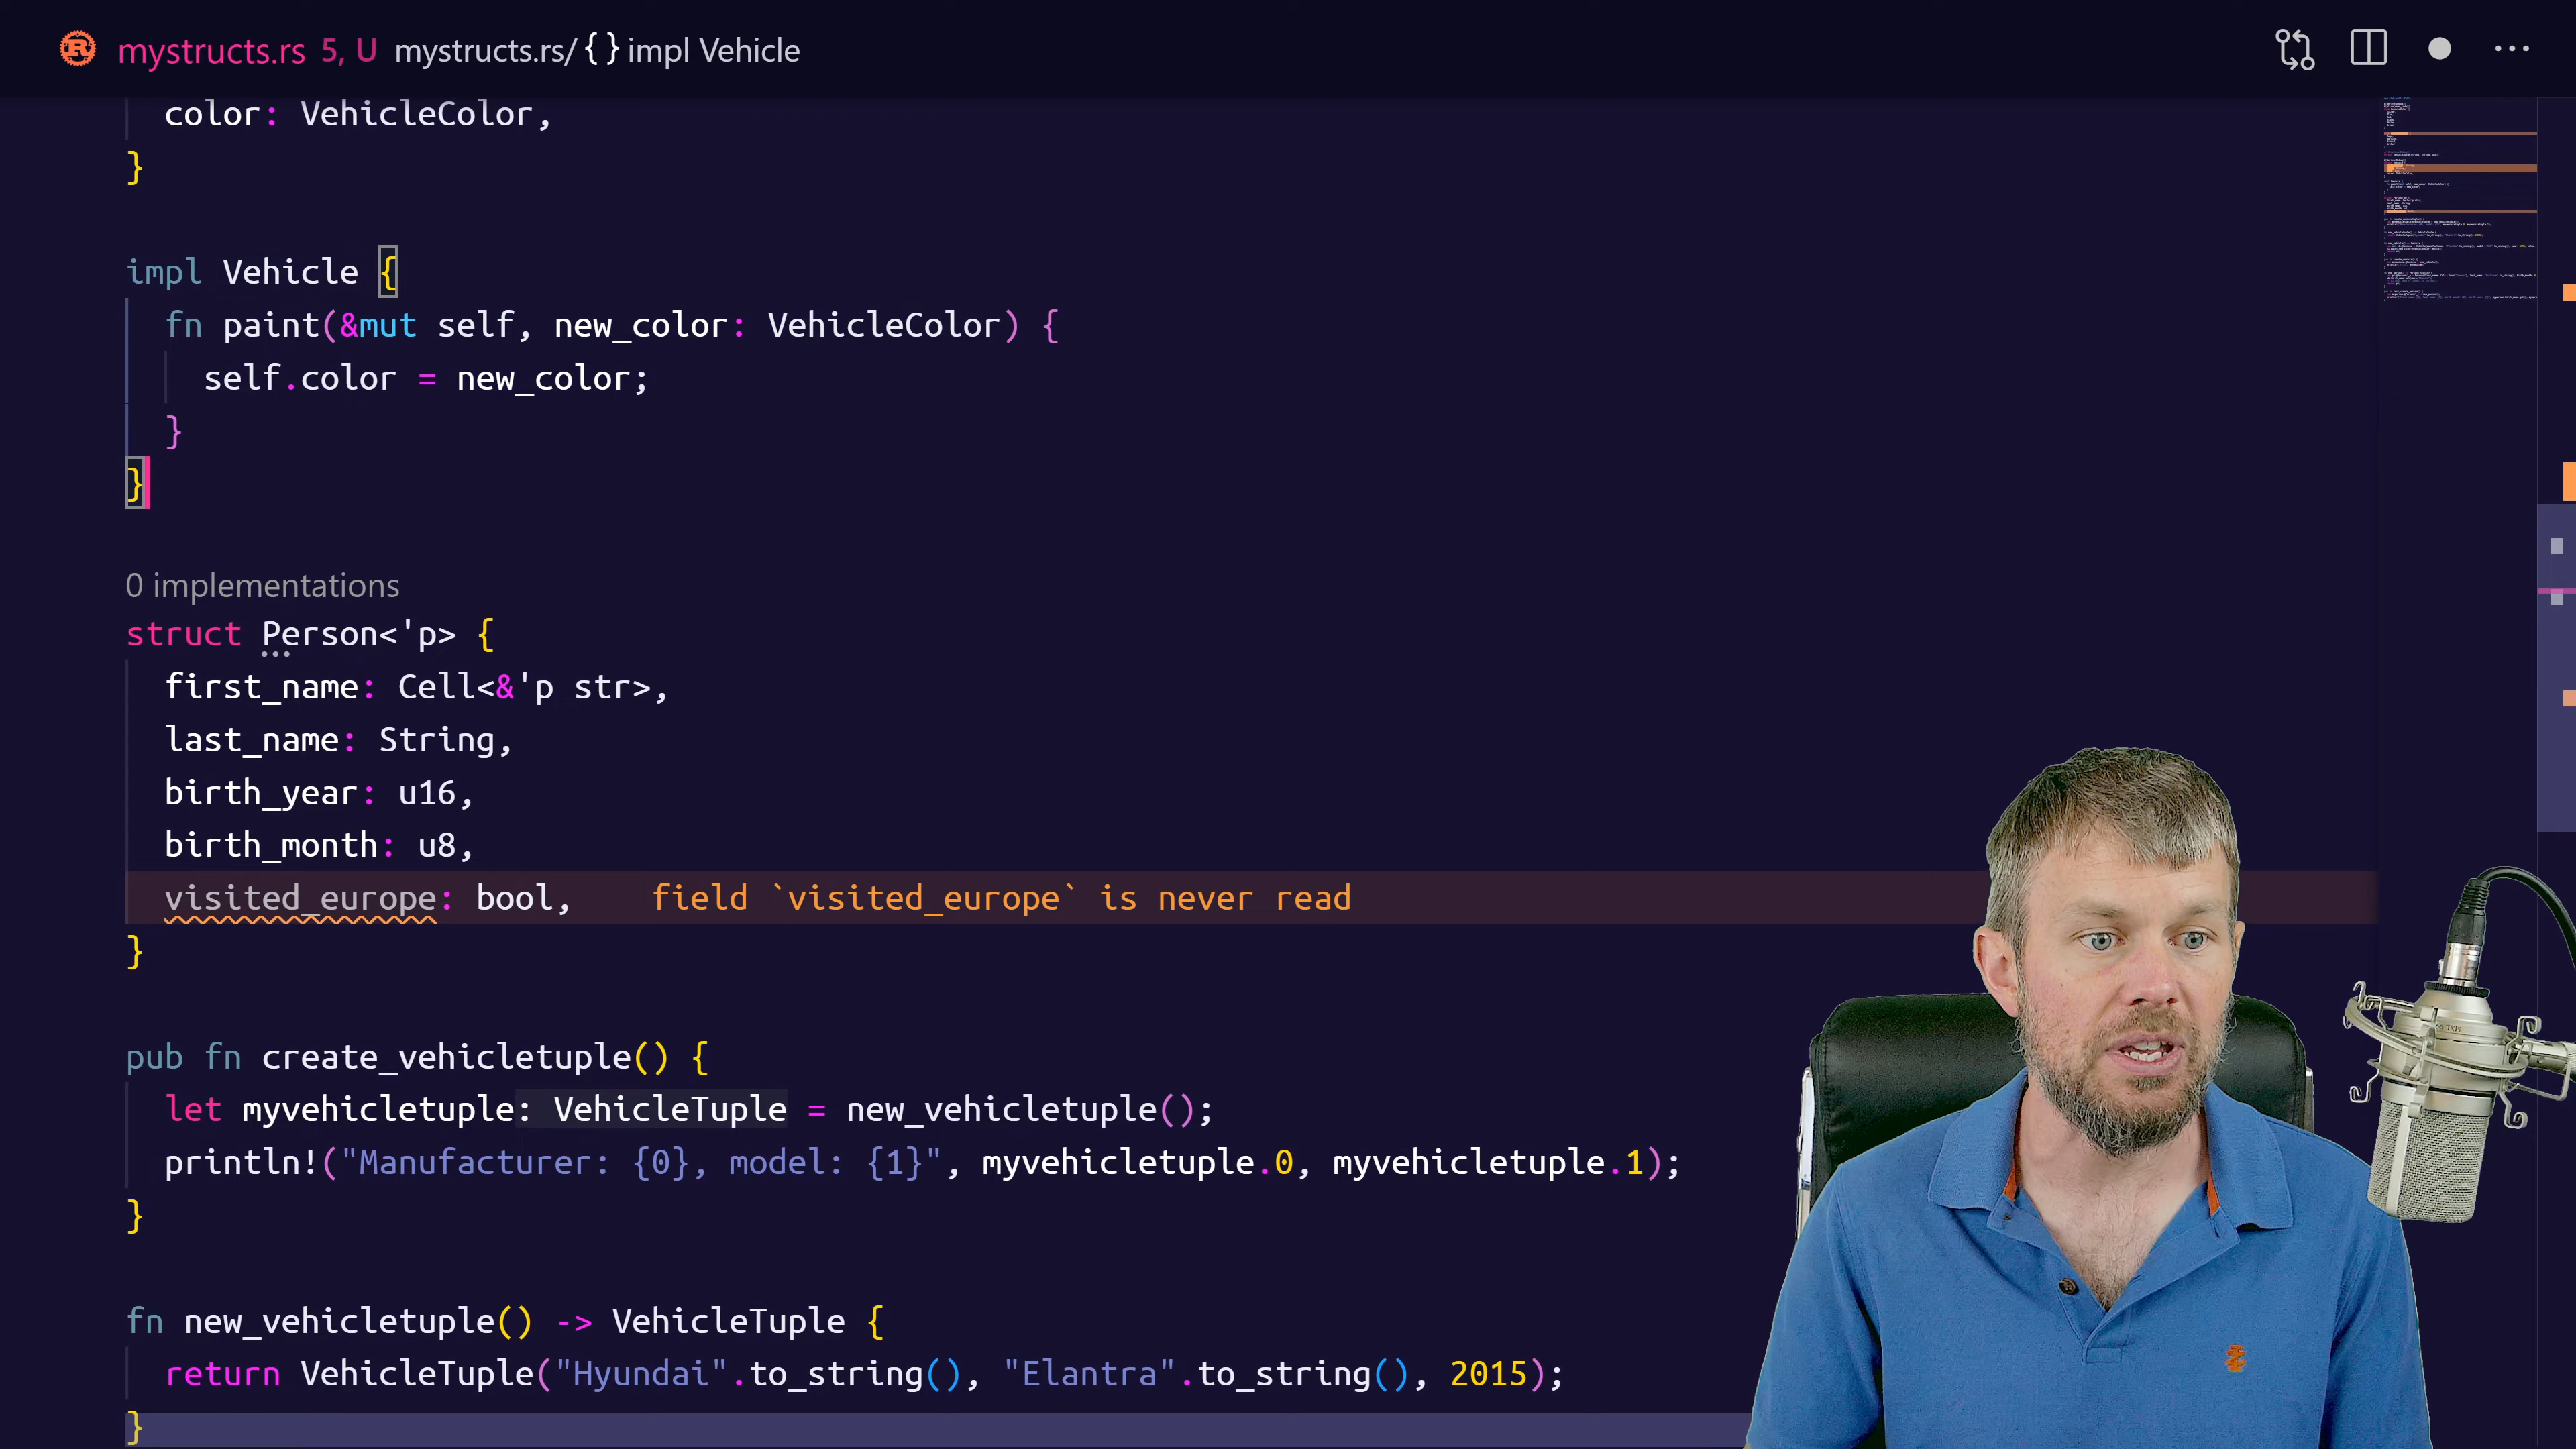 mystructs.rs 5, U mystructs.rs/{} impl Vehicle
color: VehicleColor,
}
impl Vehicle {
fn paint(&mut self, new_color: VehicleColor) {
self.color = new_color;
}
}
0 implementations
struct Person<'p> {
first_name: Cell<&'p str>,
last_name: String,
birth_year: u16,
birth_month: u8,
visited_europe: bool, field `visited_europe` is never read
}
pub fn create_vehicletuple() {
let myvehicletuple: VehicleTuple = new_vehicletuple();
println!("Manufacturer: {0}, model: {1}", myvehicletuple.0, myvehicletuple.1);
}
fn new_vehicletuple() -> VehicleTuple {
return VehicleTuple("Hyundai".to_string(), "Elantra".to_string(), 2015);
}